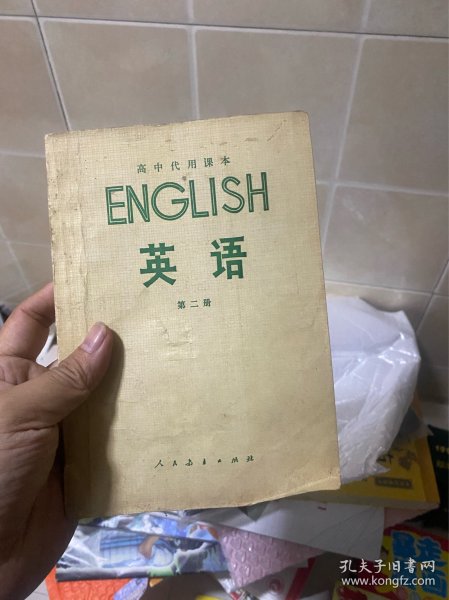 高中代用课本
ENGLISH
英语
第二册
人民教育出版社
孔夫子旧书网
www.kongfz.com